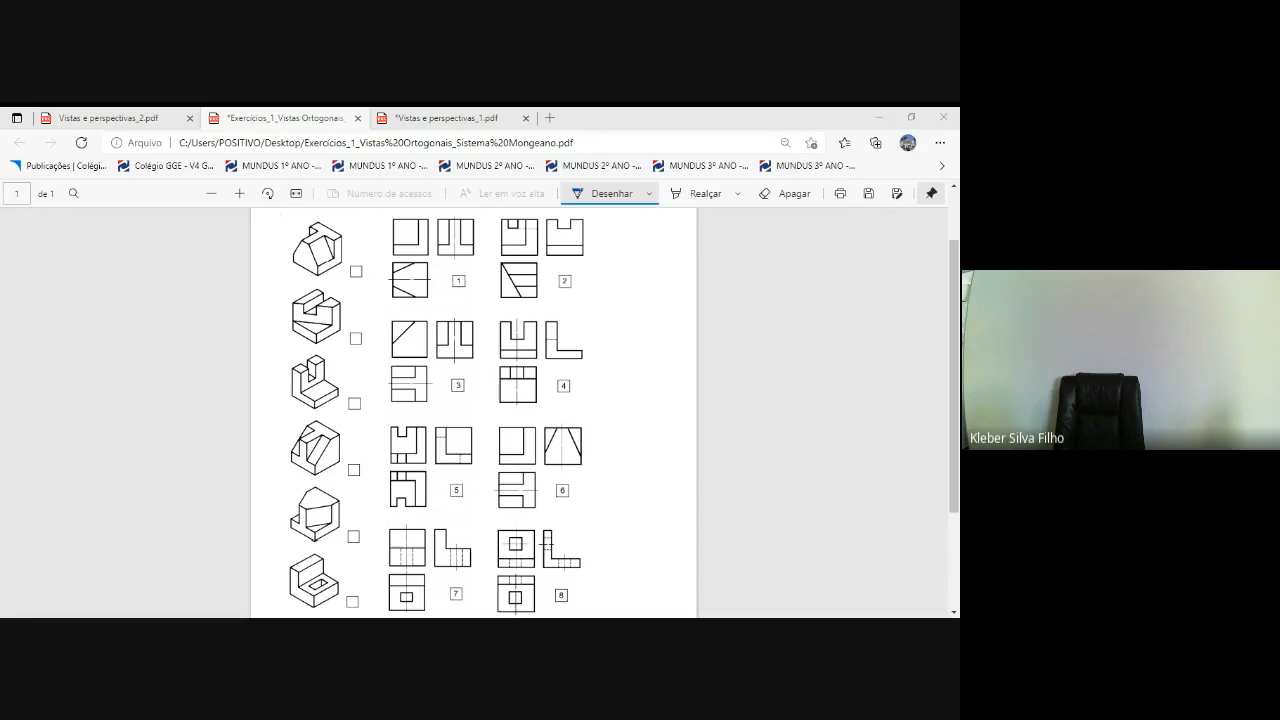 Vistas e perspectivas_2.pdf
*Exercícios_1_Vistas Ortogonais_
*Vistas e perspectivas_1.pdf
Arquivo
C:/Users/POSITIVO/Desktop/Exercícios_1_Vistas%20Ortogonais_Sistema%20Mongeano.pdf
Publicações | Colégi...
Colégio GGE - V4 G...
MUNDUS 1º ANO -...
MUNDUS 1º ANO -...
MUNDUS 2º ANO -...
MUNDUS 2º ANO -...
MUNDUS 3º ANO -...
MUNDUS 3º ANO -...
1
de 1
Número de acessos
Ler em voz alta
Desenhar
Realçar
Apagar
1
2
3
4
5
6
7
8
Kleber Silva Filho